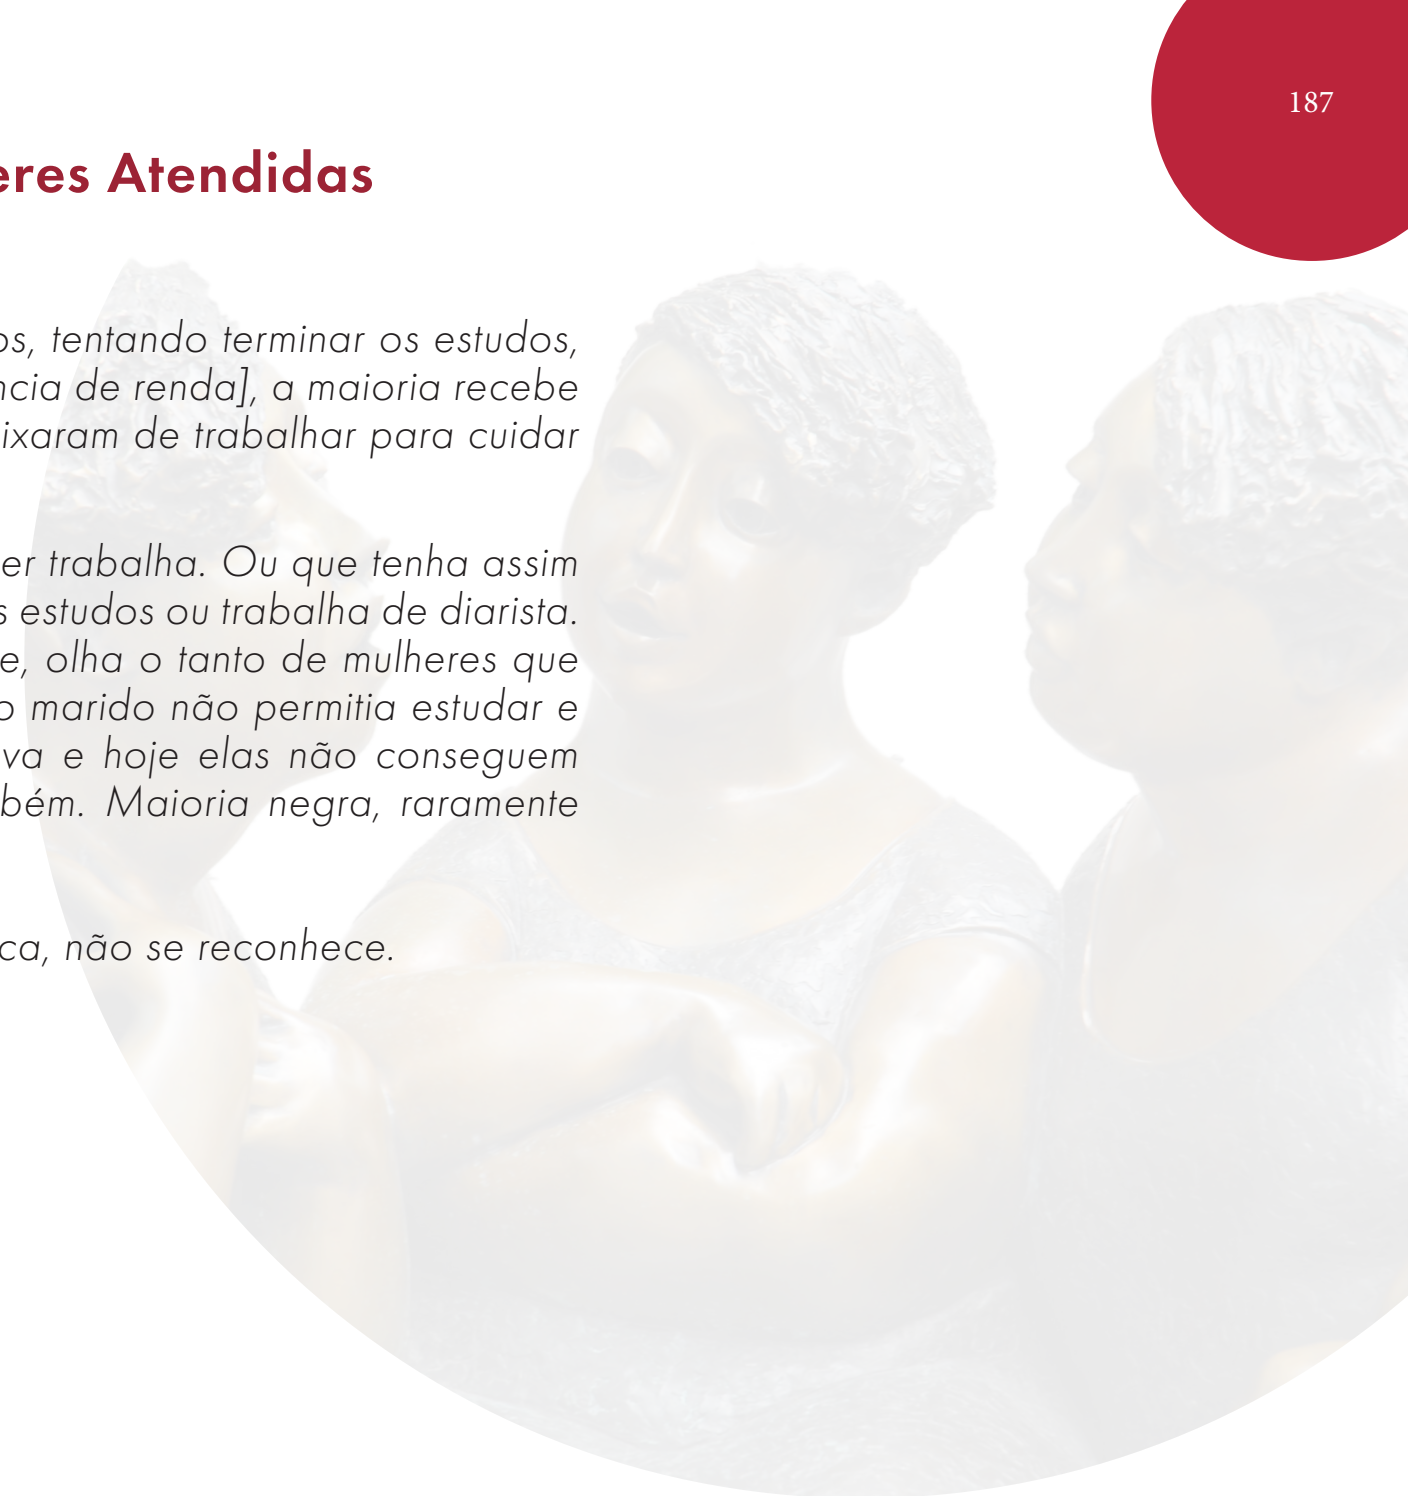 187
eres Atendidas
os, tentando terminar os estudos,
ncia de renda], a maioria recebe
ixaram de trabalhar para cuidar
er trabalha. Ou que tenha assim
s estudos ou trabalha de diarista.
e, olha o tanto de mulheres que
o marido não permitia estudar e
va e hoje elas não conseguem
bém. Maioria negra, raramente
ca, não se reconhece.